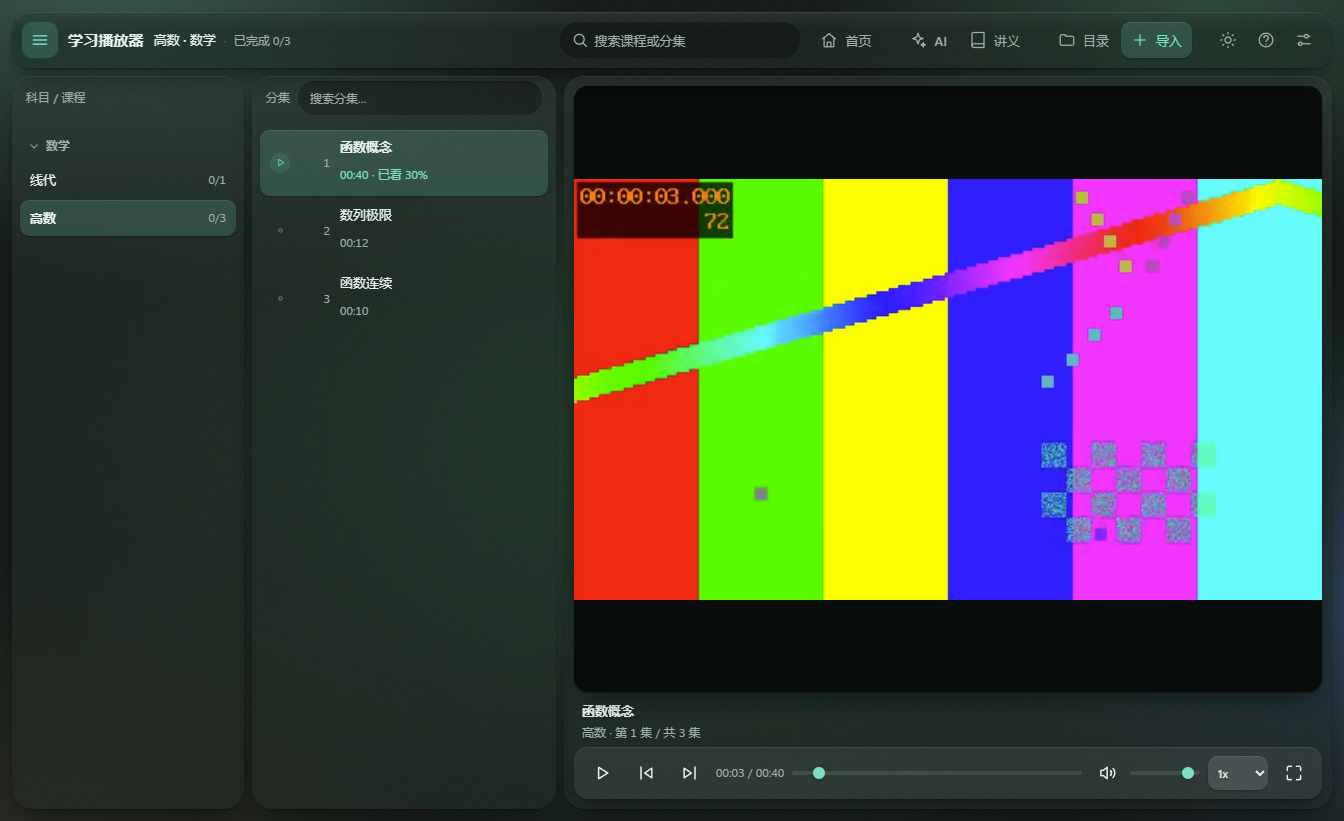 学习播放器 高数 · 数学 · 已完成 0/3
搜索课程或分集
首页
AI
讲义
目录
导入
科目 / 课程
数学
线代 0/1
高数 0/3
分集 搜索分集...
函数概念
1
00:40 · 已看 30%
数列极限
2
00:12
函数连续
3
00:10
00:00:03.000
72
函数概念
高数 · 第 1 集 / 共 3 集
00:03 / 00:40
1x